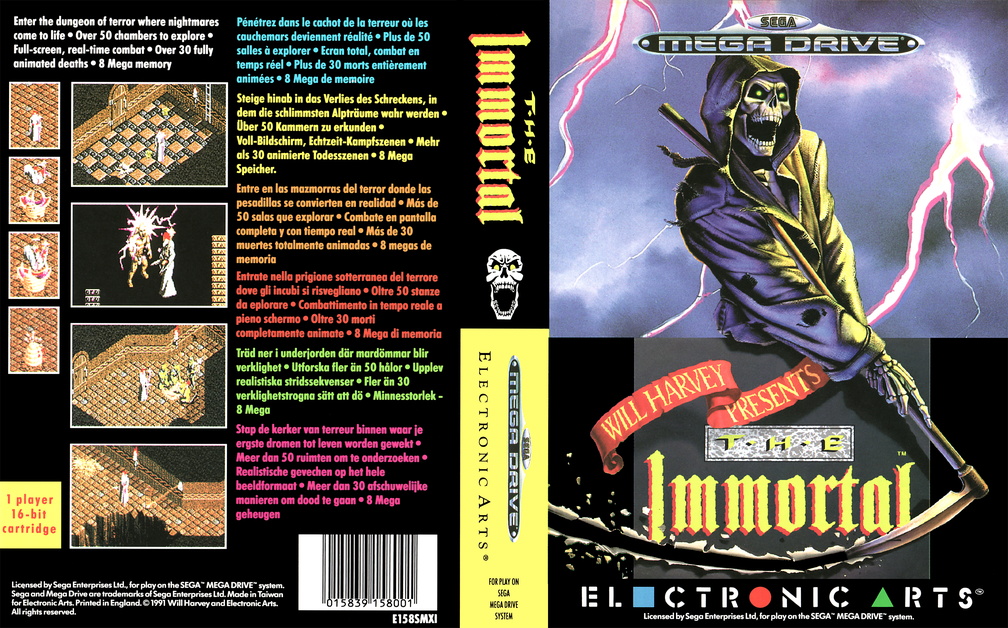 Enter the dungeon of terror where nightmares
come to life • Over 50 chambers to explore •
Full-screen, real-time combat • Over 30 fully
animated deaths • 8 Mega memory
Pénétrez dans le cachot de la terreur où les
cauchemars deviennent réalité • Plus de 50
salles à explorer • Ecran total, combat en
temps réel • Plus de 30 morts entièrement
animées • 8 Mega de memoire
Steige hinab in das Verlies des Schreckens, in
dem die schlimmsten Alpträume wahr werden •
Über 50 Kammern zu erkunden •
Voll-Bildschirm, Echtzeit-Kampfszenen • Mehr
als 30 animierte Todesszenen • 8 Mega
Speicher.
Entre en las mazmorras del terror donde las
pesadillas se convierten en realidad • Más de
50 salas que explorar • Combate en pantalla
completa y con tiempo real • Más de 30
muertes totalmente animadas • 8 megas de
memoria
Entrate nella prigione sotterranea del terrore
dove gli incubi si risvegliano • Oltre 50 stanze
da eplorare • Combattimento in tempo reale a
pieno schermo • Oltre 30 morti
completamente animate • 8 Mega di memoria
Träd ner i underjorden där mardömmar blir
verklighet • Utforska fler än 50 hålor • Upplev
realistiska stridssekvenser • Fler än 30
verklighetstrogna sätt att dö • Minnesstorlek -
8 Mega
Stap de kerker van terreur binnen waar je
ergste dromen tot leven worden gewekt •
Meer dan 50 ruimten om te onderzoeken •
Realistische gevechen op het hele
beeldformaat • Meer dan 30 afschuwelijke
manieren om dood te gaan • 8 Mega
geheugen
1 player
16-bit
cartridge
Licensed by Sega Enterprises Ltd., for play on the SEGA™ MEGA DRIVE™ system.
Sega and Mega Drive are trademarks of Sega Enterprises Ltd. Made in Taiwan
for Electronic Arts. Printed in England. © 1991 Will Harvey and Electronic Arts.
All rights reserved.
015839 158001
E158SMXI
T·H·E
Immortal
ELECTRONIC ARTS®
SEGA
MEGA DRIVE
FOR PLAY ON
SEGA
MEGA DRIVE
SYSTEM
SEGA
MEGA DRIVE
WILL HARVEY
PRESENTS
T·H·E
Immortal™
ELECTRONIC ARTS™
Licensed by Sega Enterprises Ltd, for play on the SEGA™ MEGA DRIVE™ system.